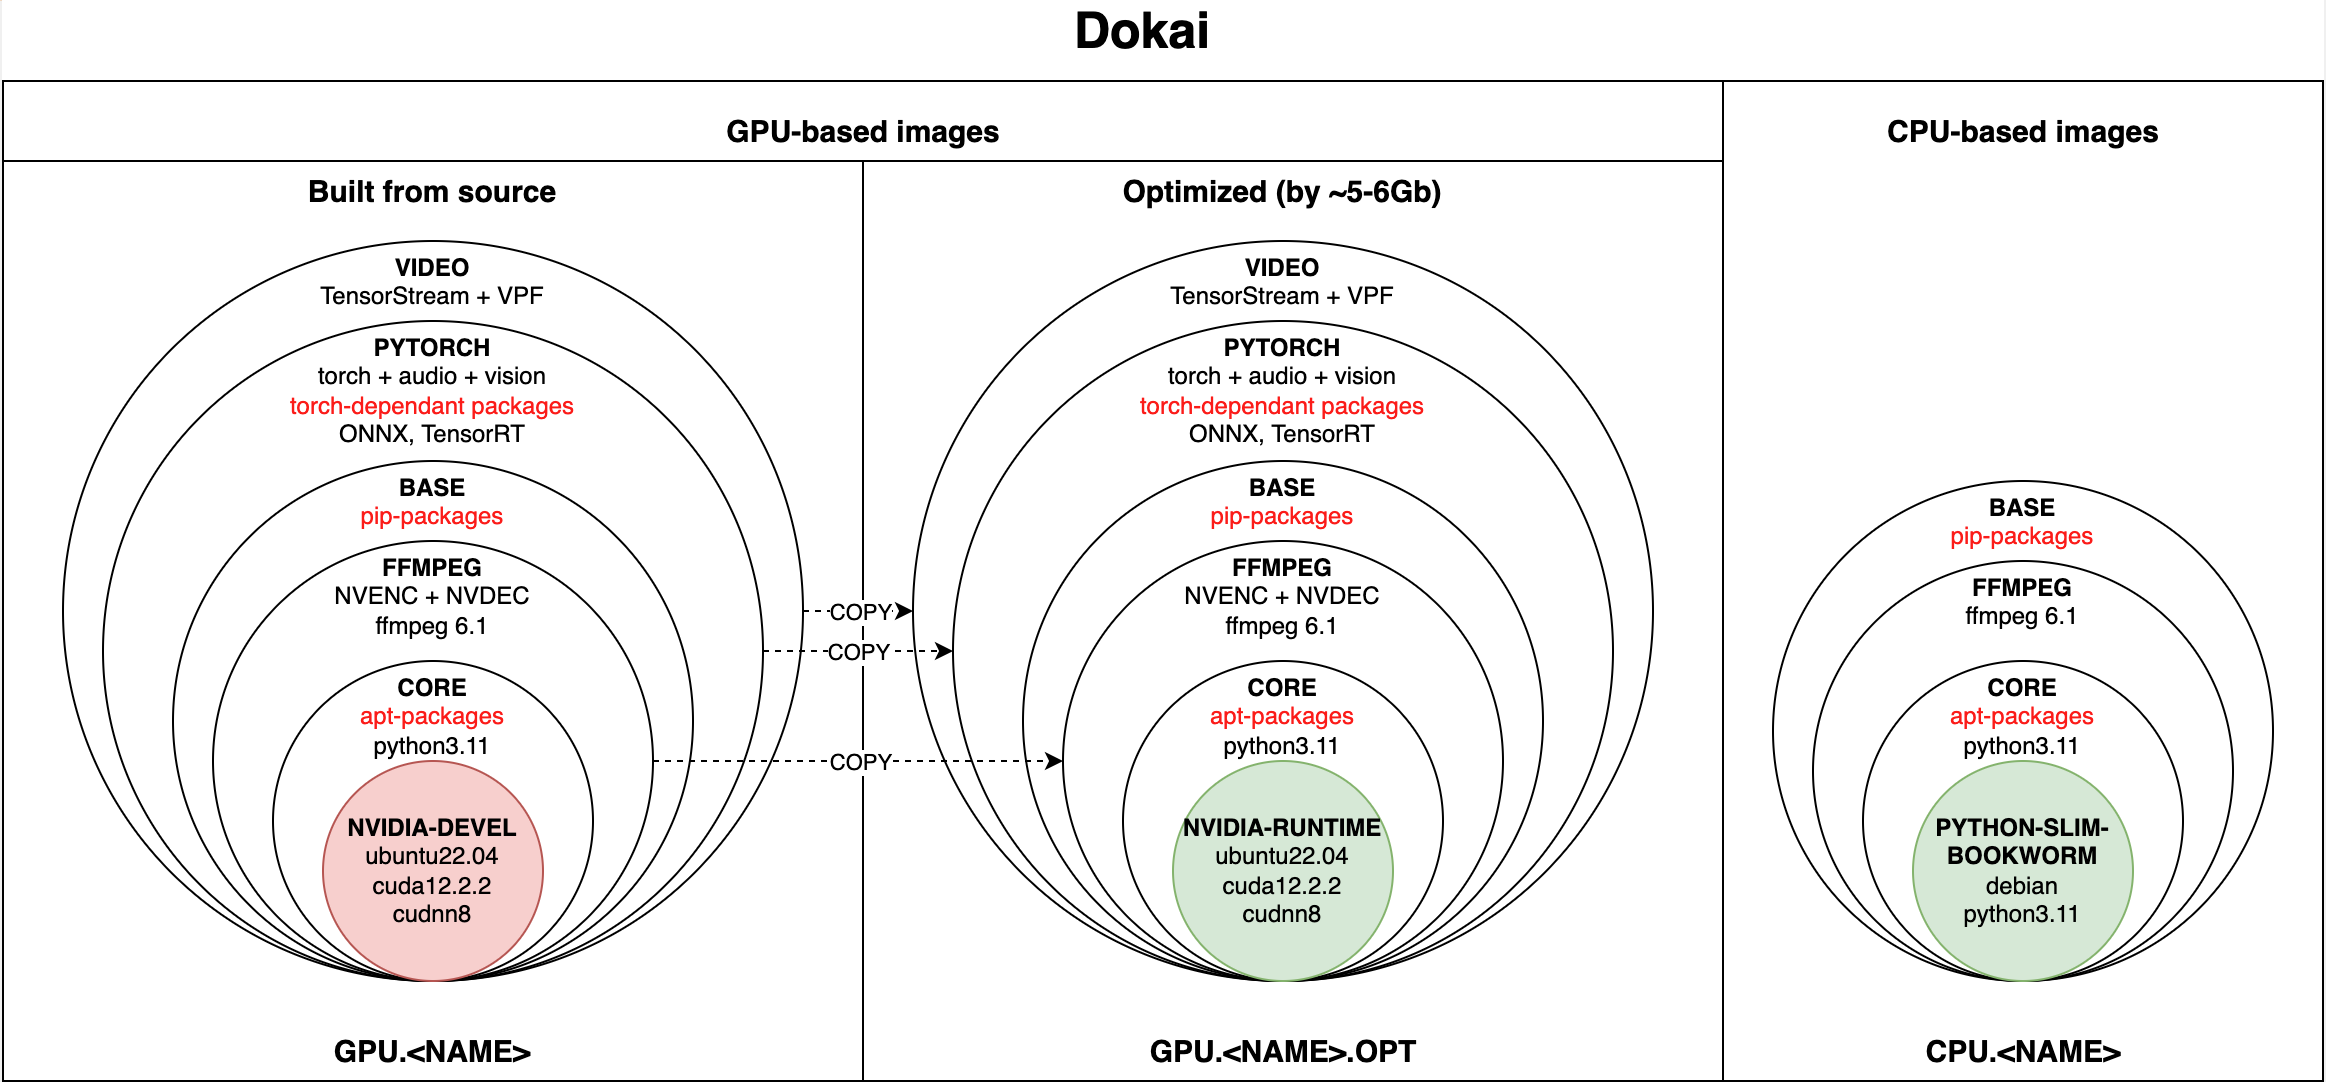 Dokai
GPU-based images
CPU-based images
Built from source
Optimized (by ~5-6Gb)
VIDEO
TensorStream + VPF
PYTORCH
torch + audio + vision
torch-dependant packages
ONNX, TensorRT
BASE
pip-packages
FFMPEG
NVENC + NVDEC
ffmpeg 6.1
CORE
apt-packages
python3.11
NVIDIA-DEVEL
ubuntu22.04
cuda12.2.2
cudnn8
GPU.<NAME>
COPY
COPY
COPY
VIDEO
TensorStream + VPF
PYTORCH
torch + audio + vision
torch-dependant packages
ONNX, TensorRT
BASE
pip-packages
FFMPEG
NVENC + NVDEC
ffmpeg 6.1
CORE
apt-packages
python3.11
NVIDIA-RUNTIME
ubuntu22.04
cuda12.2.2
cudnn8
GPU.<NAME>.OPT
BASE
pip-packages
FFMPEG
ffmpeg 6.1
CORE
apt-packages
python3.11
PYTHON-SLIM-
BOOKWORM
debian
python3.11
CPU.<NAME>